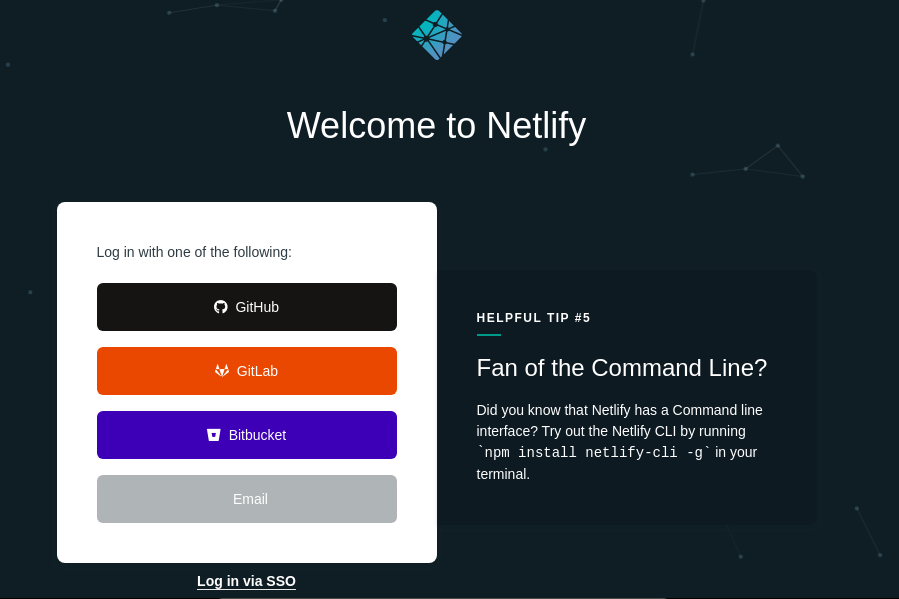 Welcome to Netlify
Log in with one of the following:
GitHub
GitLab
Bitbucket
Email
Log in via SSO
HELPFUL TIP #5
Fan of the Command Line?
Did you know that Netlify has a Command line
interface? Try out the Netlify CLI by running
`npm install netlify-cli -g` in your
terminal.